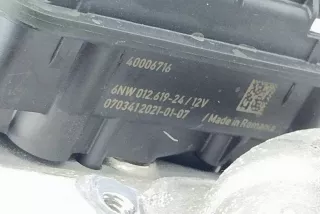 40006716
6NW 012.619-24 / 12V
0703412021-01-07
/ Made in Romania